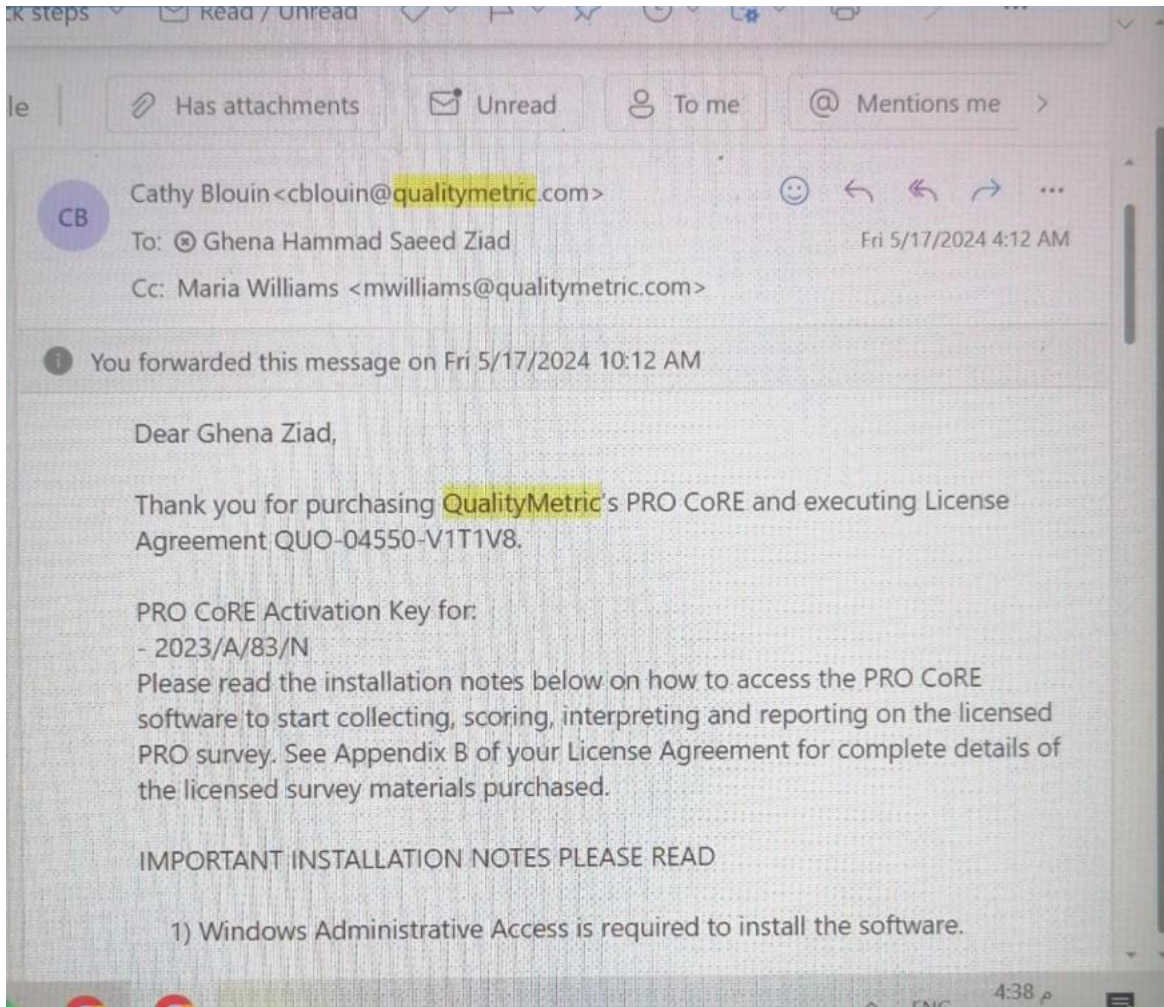 ck steps
Read / Unread
le
Has attachments
Unread
To me
@ Mentions me
CB
Cathy Blouin<cblouin@qualitymetric.com>
To: Ghena Hammad Saeed Ziad
Fri 5/17/2024 4:12 AM
Cc: Maria Williams <mwilliams@qualitymetric.com>
You forwarded this message on Fri 5/17/2024 10:12 AM
Dear Ghena Ziad,
Thank you for purchasing QualityMetric's PRO CoRE and executing License
Agreement QUO-04550-V1T1V8.
PRO CoRE Activation Key for:
- 2023/A/83/N
Please read the installation notes below on how to access the PRO CoRE
software to start collecting, scoring, interpreting and reporting on the licensed
PRO survey. See Appendix B of your License Agreement for complete details of
the licensed survey materials purchased.
IMPORTANT INSTALLATION NOTES PLEASE READ
1) Windows Administrative Access is required to install the software.
ENG
4:38 م